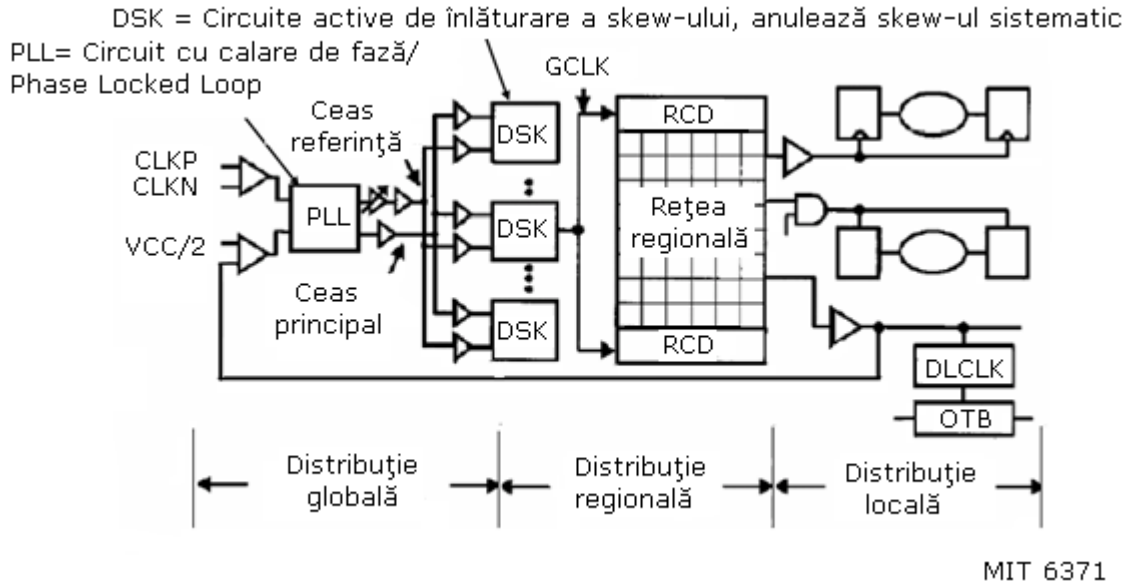 DSK = Circuite active de înlăturare a skew-ului, anulează skew-ul sistematic
PLL= Circuit cu calare de fază/
Phase Locked Loop
GCLK
Ceas
referinţă
CLKP
CLKN
VCC/2
PLL
Ceas
principal
DSK
DSK
DSK
RCD
Reţea
regională
RCD
DLCLK
OTB
Distribuţie
globală
Distribuţie
regională
Distribuţie
locală
MIT 6371